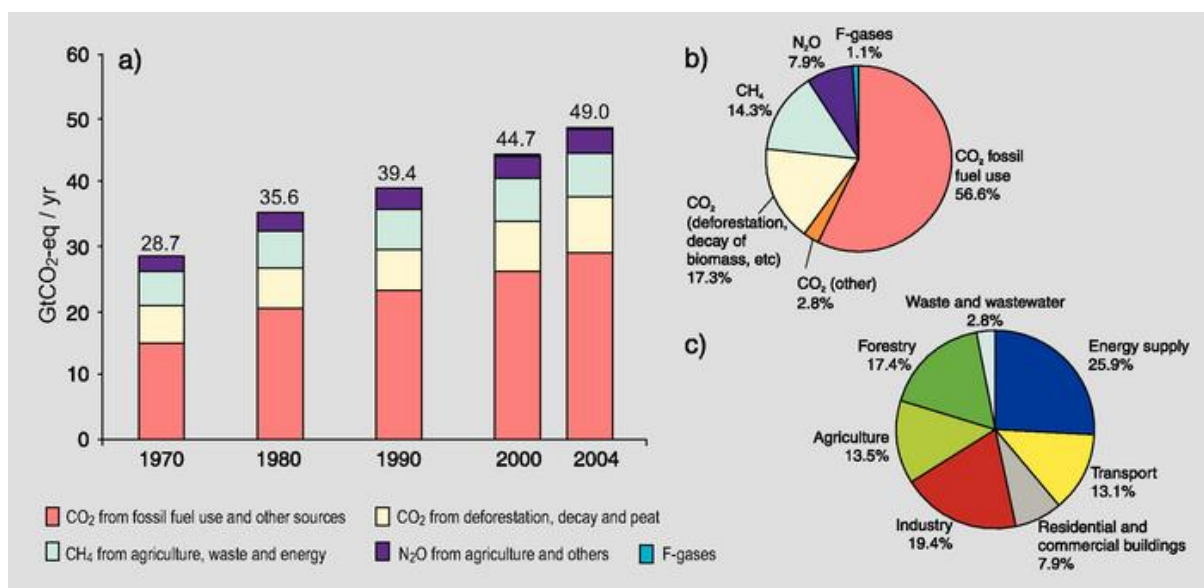 a)
GtCO₂-eq / yr
60
50
40
30
20
10
0
28.7
35.6
39.4
44.7
49.0
1970
1980
1990
2000
2004
CO₂ from fossil fuel use and other sources
CO₂ from deforestation, decay and peat
CH₄ from agriculture, waste and energy
N₂O from agriculture and others
F-gases
b)
F-gases
1.1%
N₂O
7.9%
CH₄
14.3%
CO₂ fossil
fuel use
56.6%
CO₂
(deforestation,
decay of
biomass, etc)
17.3%
CO₂ (other)
2.8%
c)
Waste and wastewater
2.8%
Forestry
17.4%
Energy supply
25.9%
Agriculture
13.5%
Transport
13.1%
Industry
19.4%
Residential and
commercial buildings
7.9%